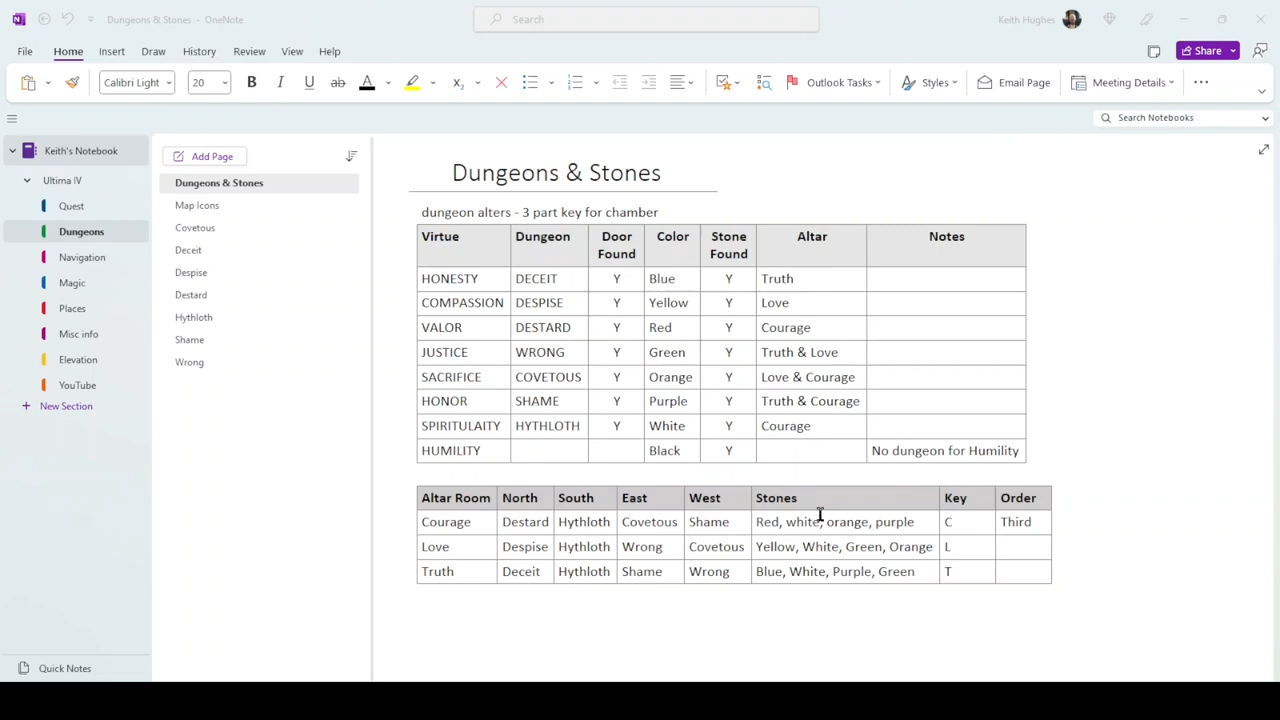 Dungeons & Stones - OneNote
Search
Keith Hughes
File Home Insert Draw History Review View Help
Share
Calibri Light 20 B I U ab A x₂ Outlook Tasks Styles Email Page Meeting Details
Search Notebooks
Keith's Notebook
Ultima IV
Quest
Dungeons
Navigation
Magic
Places
Misc info
Elevation
YouTube
New Section
Quick Notes
Add Page
Dungeons & Stones
Map Icons
Covetous
Deceit
Despise
Destard
Hythloth
Shame
Wrong
Dungeons & Stones
dungeon alters - 3 part key for chamber
Virtue Dungeon Door Found Color Stone Found Altar Notes
HONESTY DECEIT Y Blue Y Truth
COMPASSION DESPISE Y Yellow Y Love
VALOR DESTARD Y Red Y Courage
JUSTICE WRONG Y Green Y Truth & Love
SACRIFICE COVETOUS Y Orange Y Love & Courage
HONOR SHAME Y Purple Y Truth & Courage
SPIRITULAITY HYTHLOTH Y White Y Courage
HUMILITY Black Y No dungeon for Humility
Altar Room North South East West Stones Key Order
Courage Destard Hythloth Covetous Shame Red, white, orange, purple C Third
Love Despise Hythloth Wrong Covetous Yellow, White, Green, Orange L
Truth Deceit Hythloth Shame Wrong Blue, White, Purple, Green T